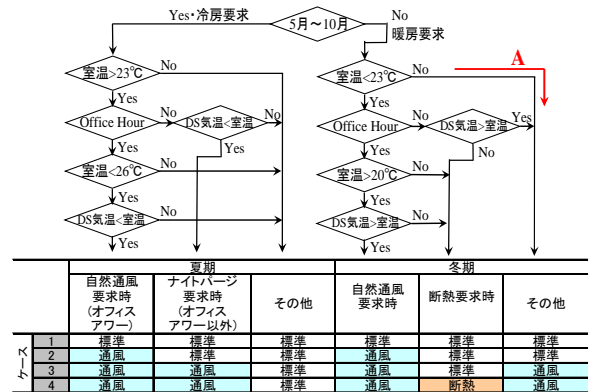 Yes・冷房要求
5月～10月
No
暖房要求
A
室温>23℃
No
室温<23℃
No
Yes
Yes
Office Hour
No
DS気温<室温
No
Office Hour
No
DS気温>室温
Yes
Yes
Yes
Yes
No
室温<26℃
No
室温>20℃
No
Yes
Yes
DS気温<室温
No
DS気温>室温
No
Yes
Yes
夏期
冬期
自然通風
要求時
(オフィス
アワー)
ナイトパージ
要求時
(オフィス
アワー以外)
その他
自然通風
要求時
断熱要求時
その他
ケース
1 標準 標準 標準 標準 標準 標準
2 通風 標準 標準 通風 標準 標準
3 通風 通風 標準 通風 標準 通風
4 通風 通風 標準 通風 断熱 通風